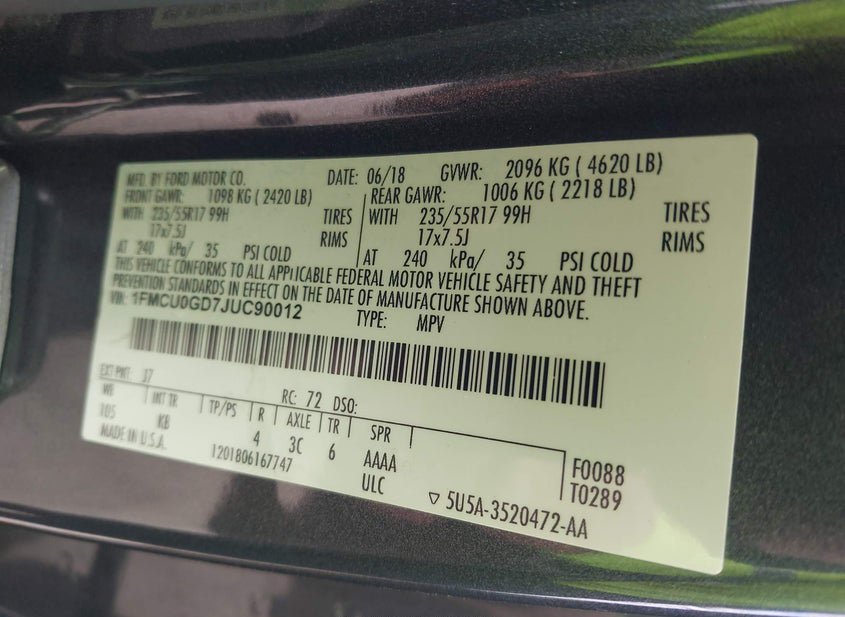 MFD. BY FORD MOTOR CO. DATE: 06/18 GVWR: 2096 KG ( 4620 LB)
FRONT GAWR: 1098 KG ( 2420 LB) REAR GAWR: 1006 KG ( 2218 LB)
WITH 235/55R17 99H TIRES WITH 235/55R17 99H TIRES
17x7.5J RIMS 17x7.5J RIMS
AT 240 kPa/ 35 PSI COLD AT 240 kPa/ 35 PSI COLD
THIS VEHICLE CONFORMS TO ALL APPLICABLE FEDERAL MOTOR VEHICLE SAFETY AND THEFT
PREVENTION STANDARDS IN EFFECT ON THE DATE OF MANUFACTURE SHOWN ABOVE.
VIN: 1FMCU0GD7JUC90012 TYPE: MPV
EXT PNT: 37 RC: 72 DSO:
WB INT TR TP/PS R AXLE TR SPR
105 KB 4 3C 6 AAAA F0088
MADE IN U.S.A. 1201806167747 ULC T0289
▽ 5U5A-3520472-AA